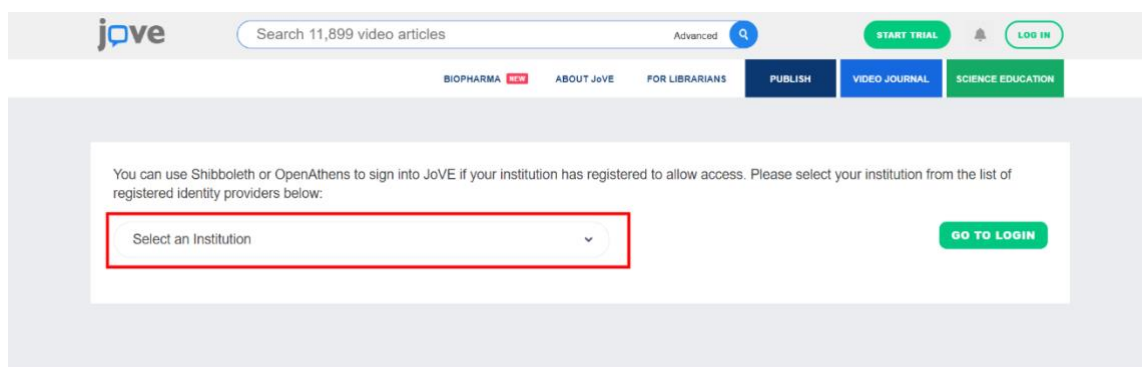 jove
Search 11,899 video articles
Advanced
START TRIAL
LOG IN
BIOPHARMA NEW
ABOUT JoVE
FOR LIBRARIANS
PUBLISH
VIDEO JOURNAL
SCIENCE EDUCATION
You can use Shibboleth or OpenAthens to sign into JoVE if your institution has registered to allow access. Please select your institution from the list of
registered identity providers below:
Select an Institution
GO TO LOGIN